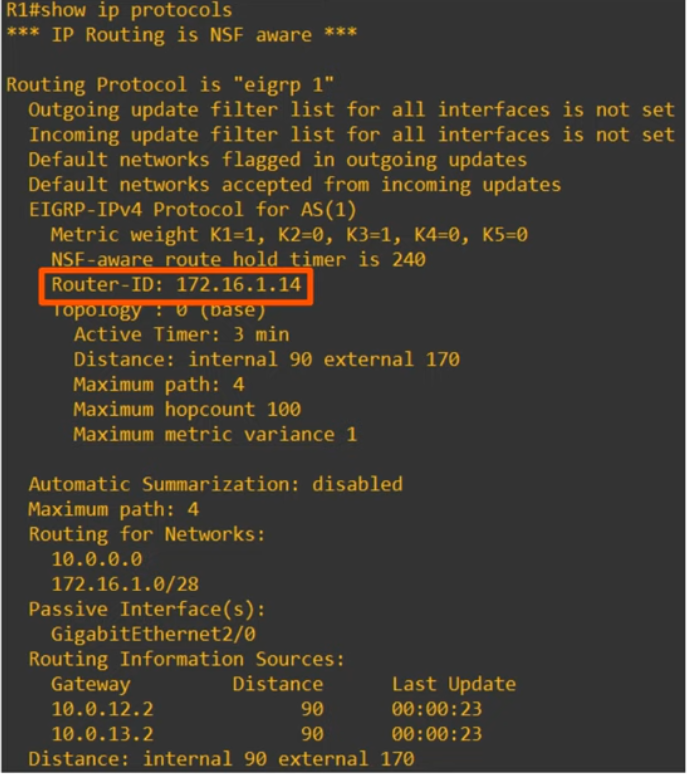 R1#show ip protocols
*** IP Routing is NSF aware ***
Routing Protocol is "eigrp 1"
Outgoing update filter list for all interfaces is not set
Incoming update filter list for all interfaces is not set
Default networks flagged in outgoing updates
Default networks accepted from incoming updates
EIGRP-IPv4 Protocol for AS(1)
Metric weight K1=1, K2=0, K3=1, K4=0, K5=0
NSF-aware route hold timer is 240
Router-ID: 172.16.1.14
Topology : 0 (base)
Active Timer: 3 min
Distance: internal 90 external 170
Maximum path: 4
Maximum hopcount 100
Maximum metric variance 1
Automatic Summarization: disabled
Maximum path: 4
Routing for Networks:
10.0.0.0
172.16.1.0/28
Passive Interface(s):
GigabitEthernet2/0
Routing Information Sources:
Gateway Distance Last Update
10.0.12.2 90 00:00:23
10.0.13.2 90 00:00:23
Distance: internal 90 external 170